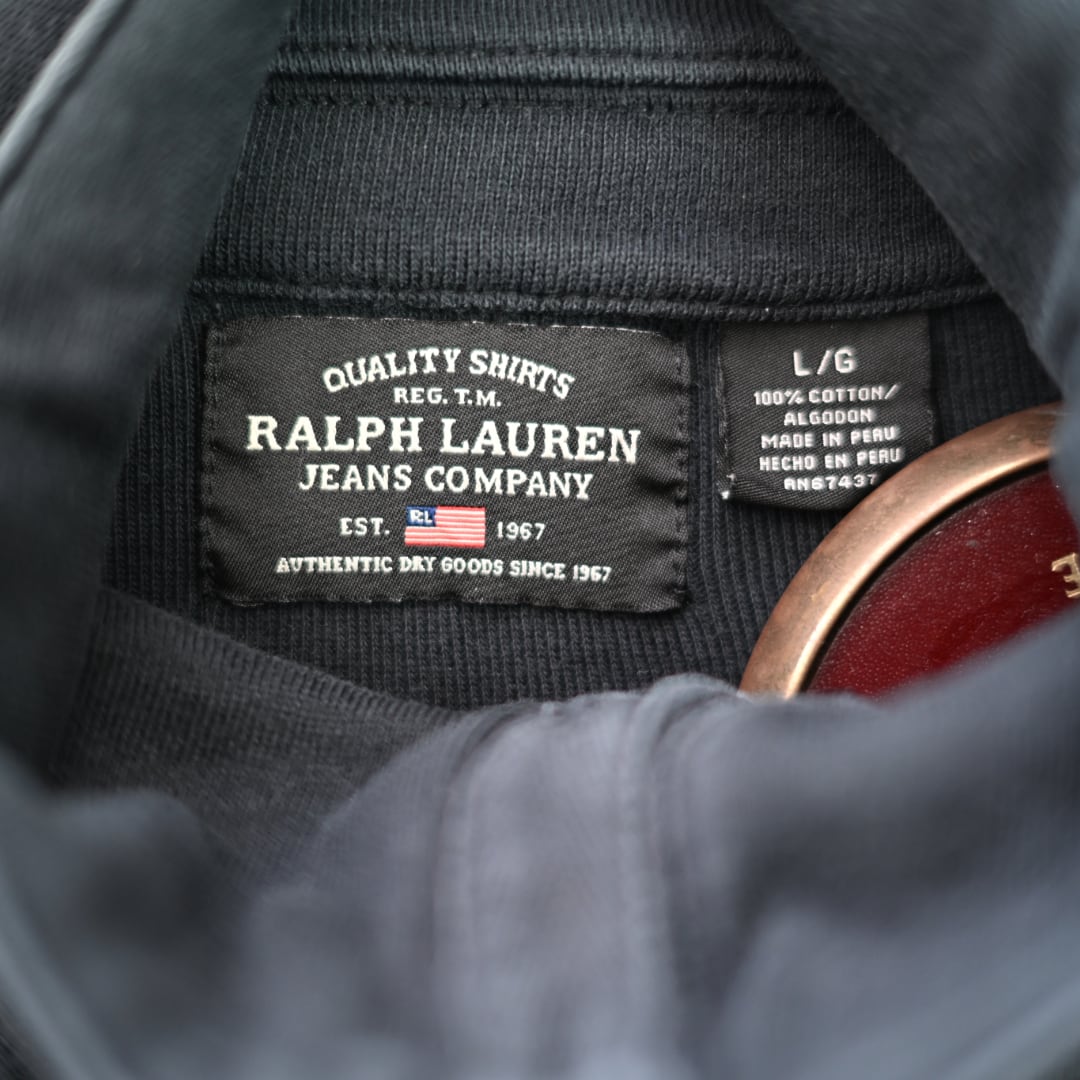 QUALITY SHIRTS
REG. T.M.
RALPH LAUREN
JEANS COMPANY
EST. RL 1967
AUTHENTIC DRY GOODS SINCE 1967
L/G
100% COTTON/
ALGODON
MADE IN PERU
HECHO EN PERU
RN67437